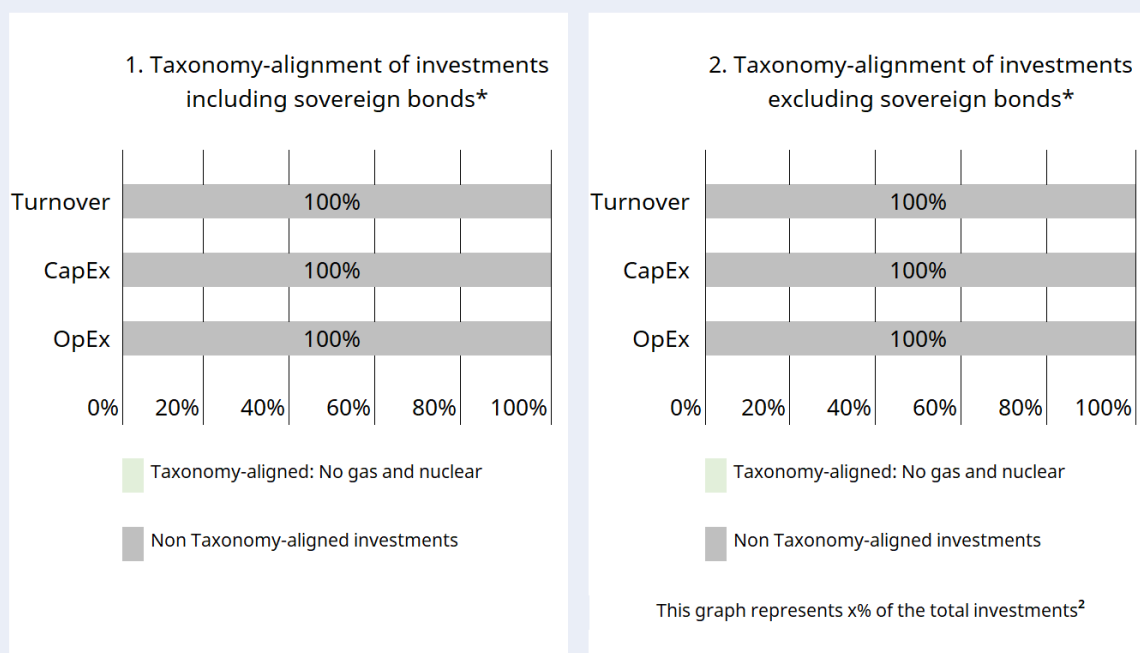 1. Taxonomy-alignment of investments
including sovereign bonds*
Turnover 100%
CapEx 100%
OpEx 100%
0% 20% 40% 60% 80% 100%
Taxonomy-aligned: No gas and nuclear
Non Taxonomy-aligned investments
2. Taxonomy-alignment of investments
excluding sovereign bonds*
Turnover 100%
CapEx 100%
OpEx 100%
0% 20% 40% 60% 80% 100%
Taxonomy-aligned: No gas and nuclear
Non Taxonomy-aligned investments
This graph represents x% of the total investments²